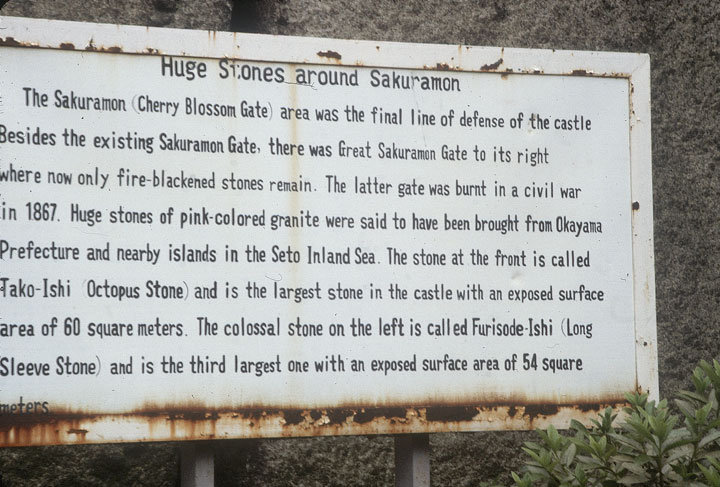 Huge Stones around Sakuramon
The Sakuramon (Cherry Blossom Gate) area was the final line of defense of the castle
Besides the existing Sakuramon Gate, there was Great Sakuramon Gate to its right
where now only fire-blackened stones remain. The latter gate was burnt in a civil war
in 1867. Huge stones of pink-colored granite were said to have been brought from Okayama
Prefecture and nearby islands in the Seto Inland Sea. The stone at the front is called
Tako-Ishi (Octopus Stone) and is the largest stone in the castle with an exposed surface
area of 60 square meters. The colossal stone on the left is called Furisode-Ishi (Long
Sleeve Stone) and is the third largest one with an exposed surface area of 54 square
meters